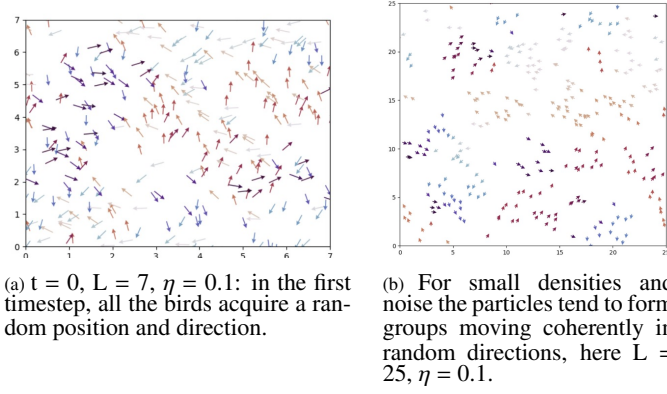 7
6
5
4
3
2
1
0
0 1 2 3 4 5 6 7
25
20
15
10
5
0
0 5 10 15 20 25
(a) t = 0, L = 7, η = 0.1: in the first
timestep, all the birds acquire a ran-
dom position and direction.
(b) For small densities and
noise the particles tend to form
groups moving coherently in
random directions, here L =
25, η = 0.1.